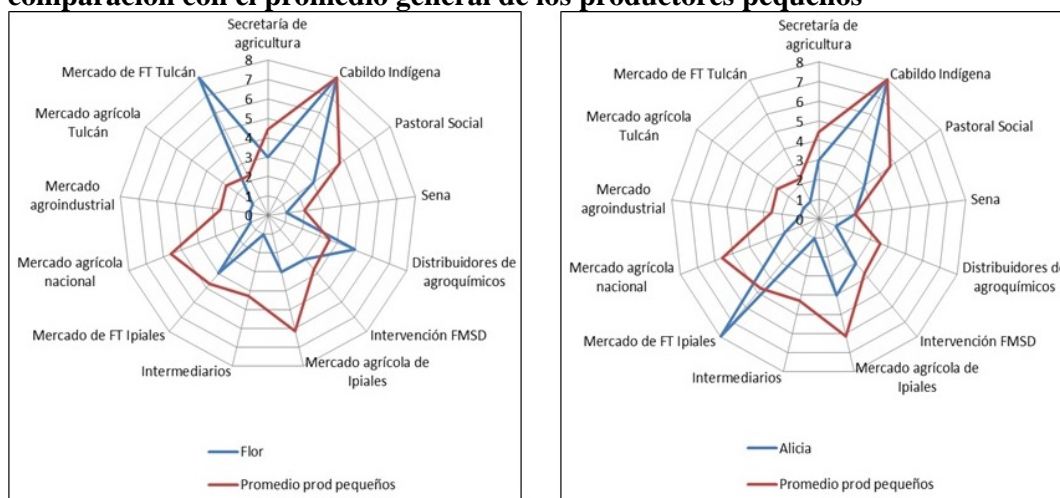 comparación con el promedio general de los productores pequeños
Secretaría de
agricultura
8
7
6
5
4
3
2
1
0
Cabildo Indígena
Pastoral Social
Sena
Distribuidores de
agroquímicos
Intervención FMSD
Mercado agrícola de
Ipiales
Intermediarios
Mercado de FT Ipiales
Mercado agrícola
nacional
Mercado
agroindustrial
Mercado agrícola
Tulcán
Mercado de FT Tulcán
Flor
Promedio prod pequeños
Secretaría de
agricultura
8
7
6
5
4
3
2
1
0
Cabildo Indígena
Pastoral Social
Sena
Distribuidores de
agroquímicos
Intervención FMSD
Mercado agrícola de
Ipiales
Intermediarios
Mercado de FT Ipiales
Mercado agrícola
nacional
Mercado
agroindustrial
Mercado agrícola
Tulcán
Mercado de FT Tulcán
Alicia
Promedio prod pequeños